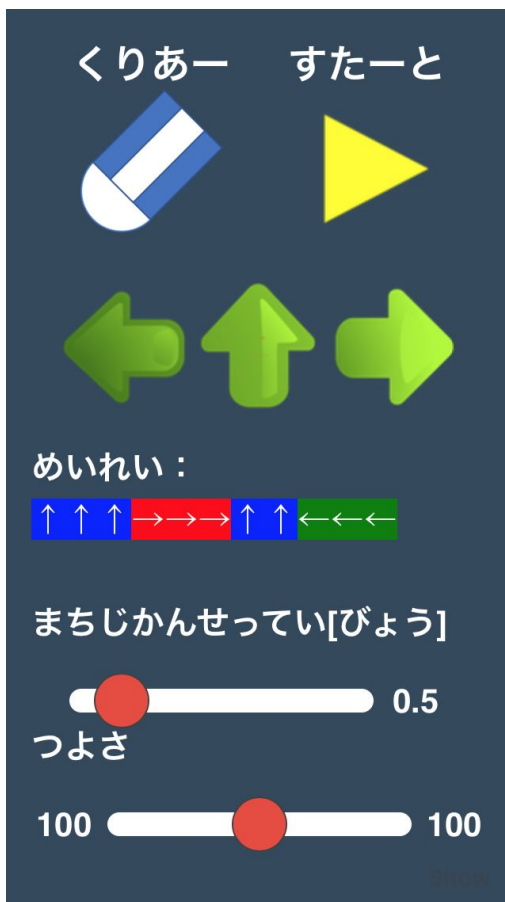 くりあー すたーと
めいれい：
↑↑↑→→→↑↑←←←
まちじかんせってい[びょう]
0.5
つよさ
100 100
Show